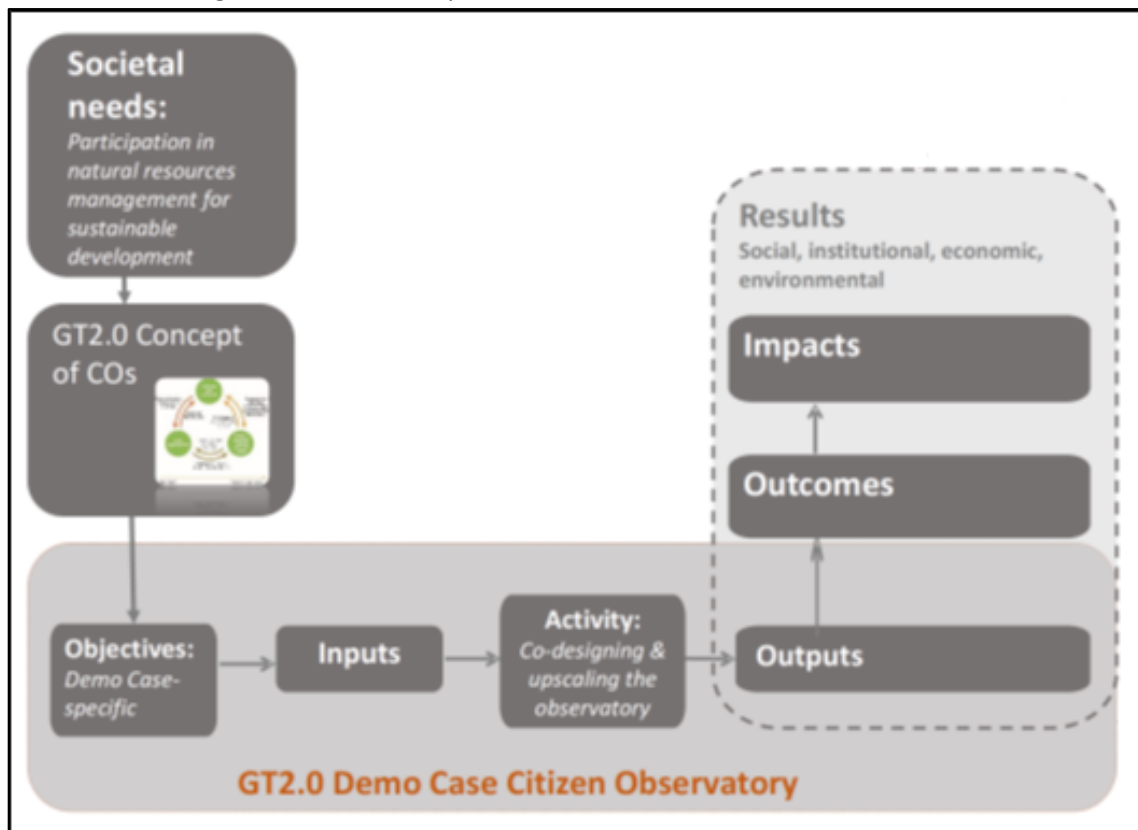 Societal
needs:
Participation in
natural resources
management for
sustainable
development
GT2.0 Concept
of COs
Objectives:
Demo Case-
specific
Inputs
Activity:
Co-designing &
upscaling the
observatory
Results
Social, institutional, economic,
environmental
Impacts
Outcomes
Outputs
GT2.0 Demo Case Citizen Observatory